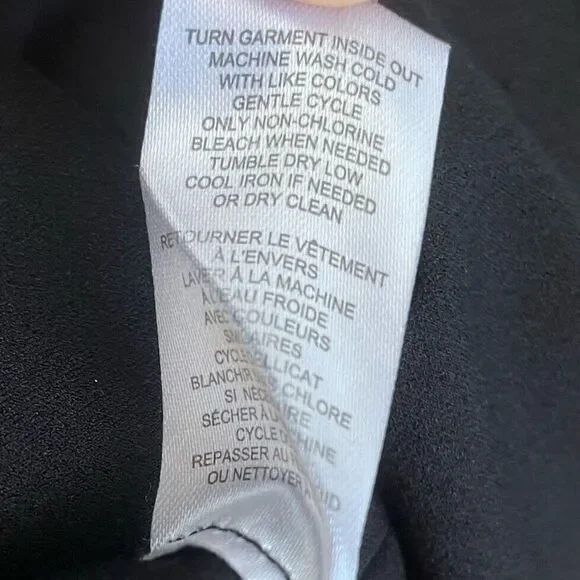 TURN GARMENT INSIDE OUT
MACHINE WASH COLD
WITH LIKE COLORS
GENTLE CYCLE
ONLY NON-CHLORINE
BLEACH WHEN NEEDED
TUMBLE DRY LOW
COOL IRON IF NEEDED
OR DRY CLEAN
RETOURNER LE VÊTEMENT
À L'ENVERS
LAVER À LA MACHINE
À EAU FROIDE
AVEC COULEURS
CYCLE
BLANCHIR CHLORE
SI
SÉCHER À
CYCLE
REPASSER AU
OU NETTOYER